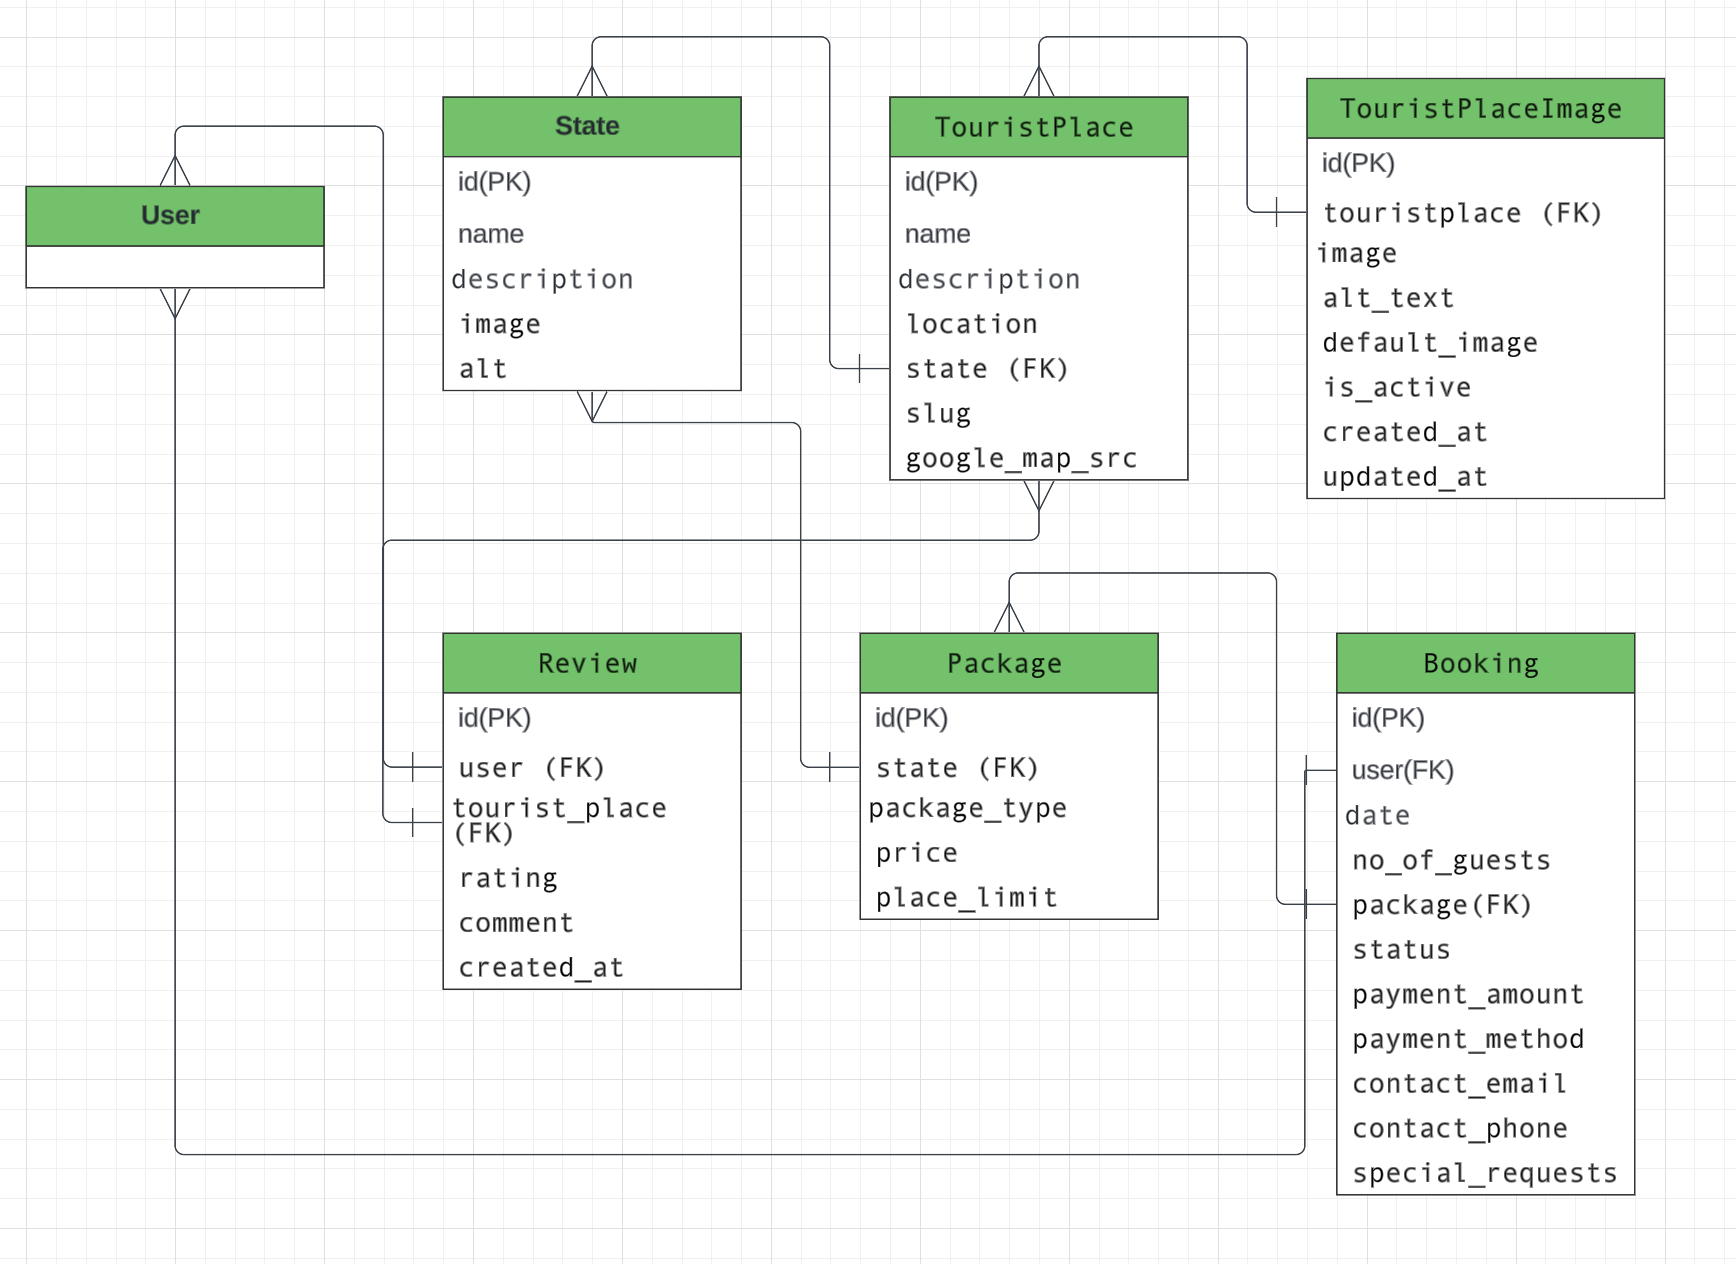 User
State
id(PK)
name
description
image
alt
TouristPlace
id(PK)
name
description
location
state (FK)
slug
google_map_src
TouristPlaceImage
id(PK)
touristplace (FK)
image
alt_text
default_image
is_active
created_at
updated_at
Review
id(PK)
user (FK)
tourist_place
(FK)
rating
comment
created_at
Package
id(PK)
state (FK)
package_type
price
place_limit
Booking
id(PK)
user(FK)
date
no_of_guests
package(FK)
status
payment_amount
payment_method
contact_email
contact_phone
special_requests